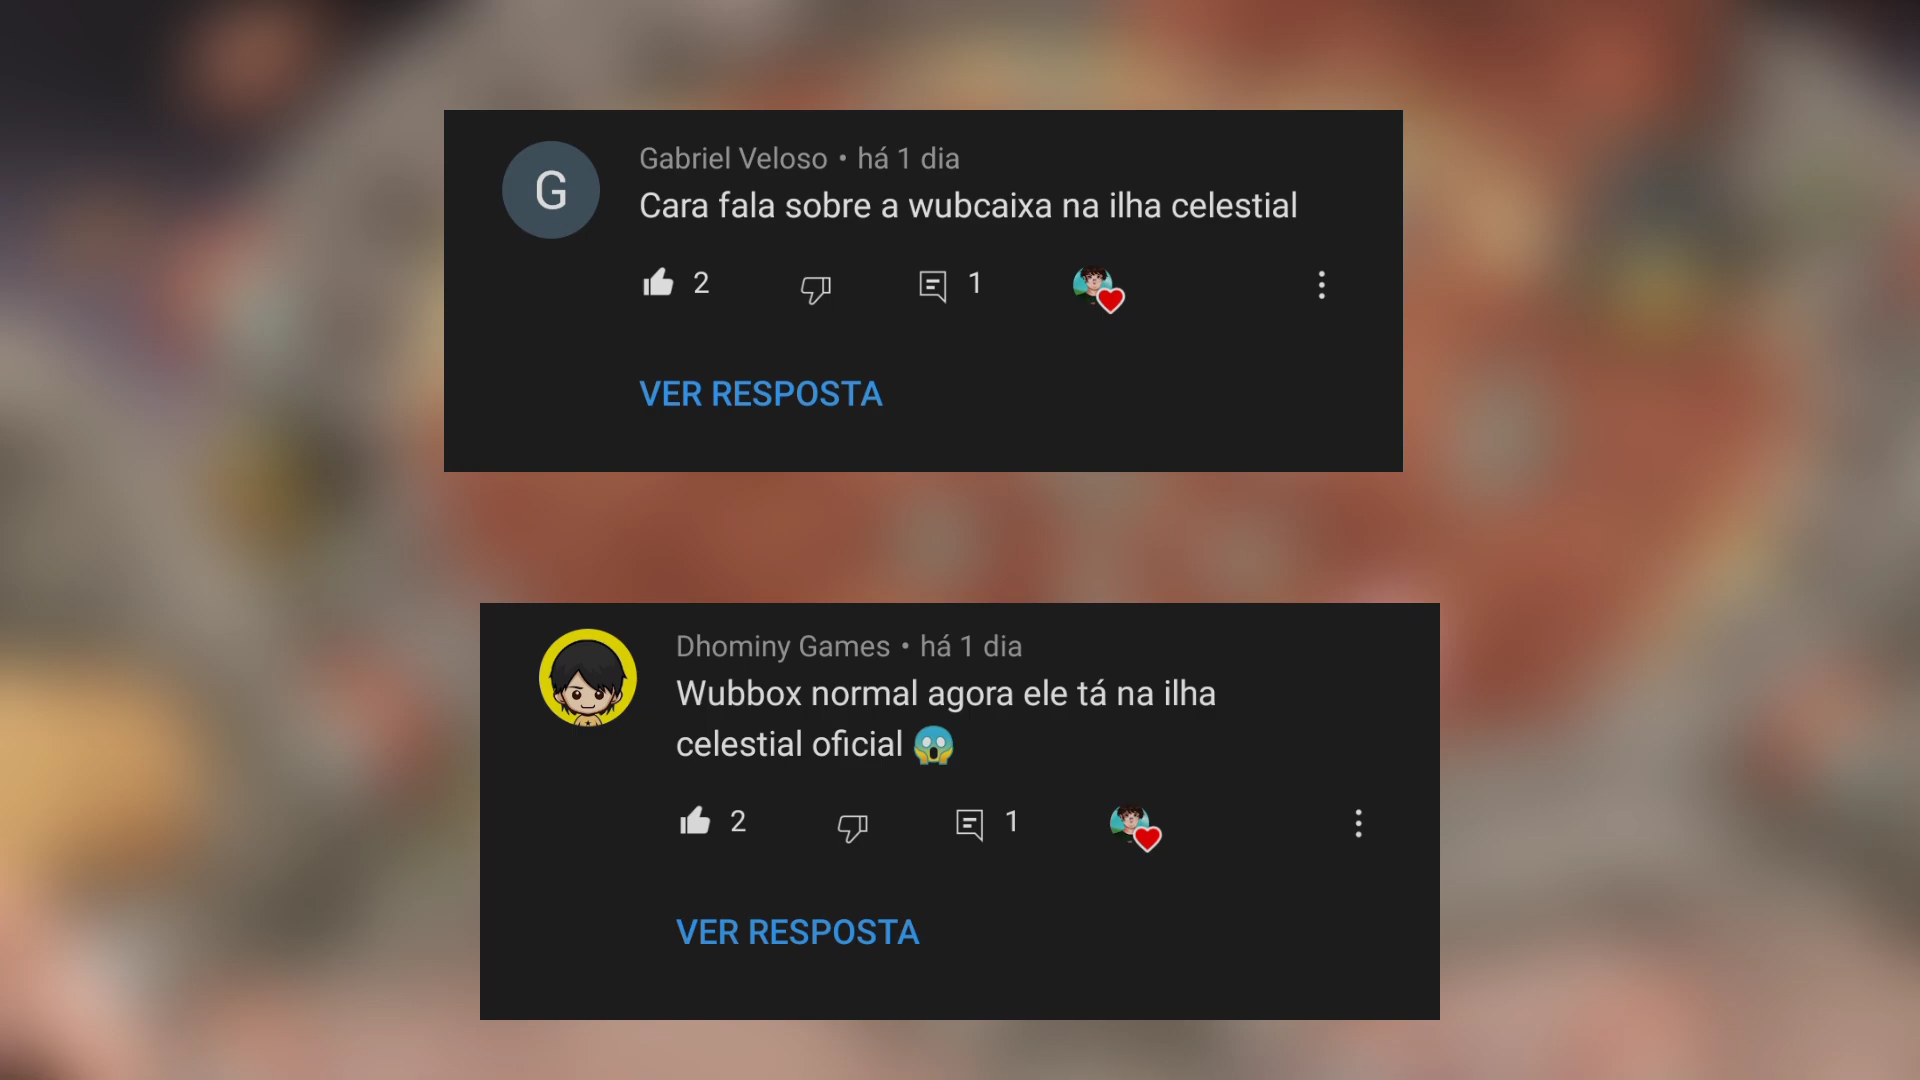 G
Gabriel Veloso • há 1 dia
Cara fala sobre a wubcaixa na ilha celestial
2
1
VER RESPOSTA
Dhominy Games • há 1 dia
Wubbox normal agora ele tá na ilha
celestial oficial 😱
2
1
VER RESPOSTA